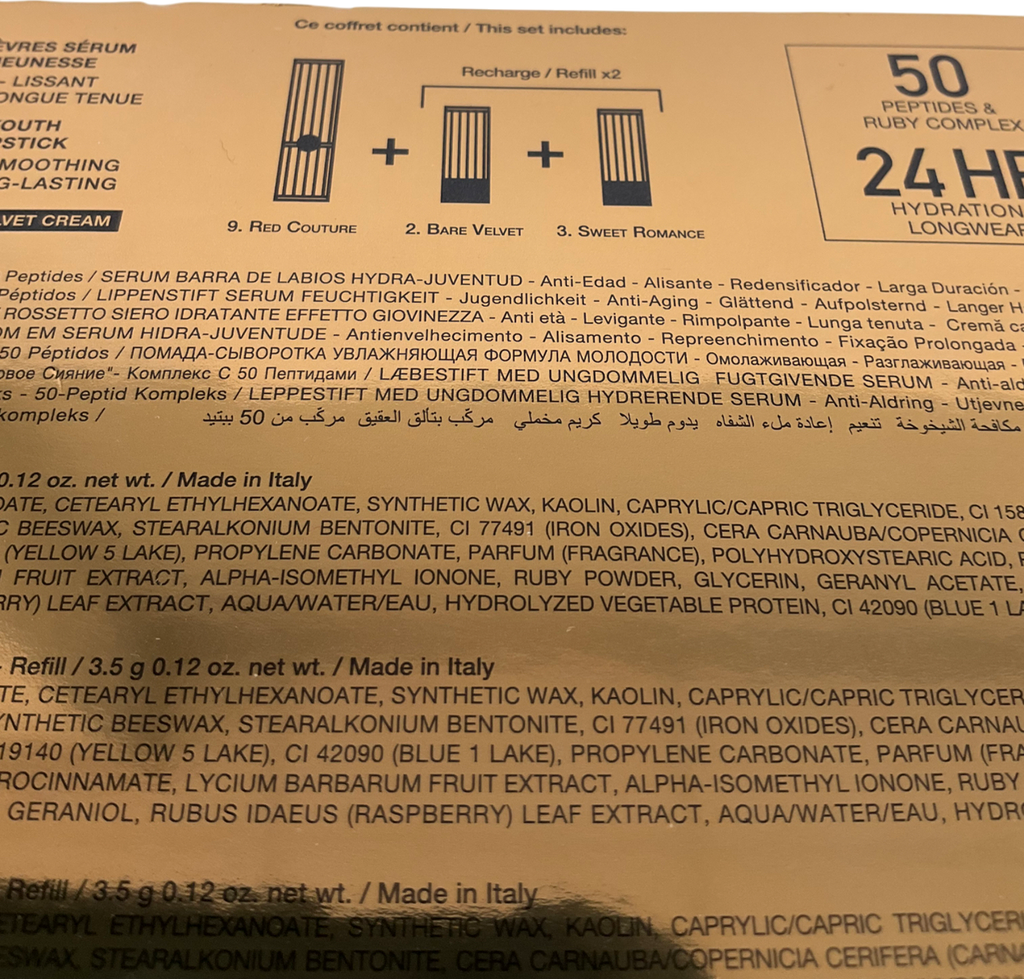 Ce coffret contient / This set includes:
ÈVRES SÉRUM
JEUNESSE
- LISSANT
ONGUE TENUE
OUTH
PSTICK
MOOTHING
G-LASTING
VET CREAM
Recharge / Refill x2
+ +
9. RED COUTURE 2. BARE VELVET 3. SWEET ROMANCE
50
PEPTIDES &
RUBY COMPLEX
24 HR
HYDRATION
LONGWEAR
Peptides / SERUM BARRA DE LABIOS HYDRA-JUVENTUD - Anti-Edad - Alisante - Redensificador - Larga Duración -
Péptidos / LIPPENSTIFT SERUM FEUCHTIGKEIT - Jugendlichkeit - Anti-Aging - Glättend - Aufpolsternd - Langer H
ROSSETTO SIERO IDRATANTE EFFETTO GIOVINEZZA - Anti età - Levigante - Rimpolpante - Lunga tenuta - Cremā ca
OM EM SERUM HIDRA-JUVENTUDE - Antienvelhecimento - Alisamento - Repreenchimento - Fixação Prolongada -
50 Péptidos / ПОМАДА-СЫВОРОТКА УВЛАЖНЯЮЩАЯ ФОРМУЛА МОЛОДОСТИ - Омолаживающая - Разглаживающая -
овое Сияние"- Комплекс С 50 Пептидами / LÆBESTIFT MED UNGDOMMELIG FUGTGIVENDE SERUM - Anti-ald
ks - 50-Peptid Kompleks / LEPPESTIFT MED UNGDOMMELIG HYDRERENDE SERUM - Anti-Aldring - Utjevne
kompleks / مكافحة الشيخوخة تنعيم إعادة ملء الشفاه يدوم طويلا كريم مخملي مركّب بتألق العقيق مركّب من 50 ببتيد
0.12 oz. net wt. / Made in Italy
OATE, CETEARYL ETHYLHEXANOATE, SYNTHETIC WAX, KAOLIN, CAPRYLIC/CAPRIC TRIGLYCERIDE, CI 158
C BEESWAX, STEARALKONIUM BENTONITE, CI 77491 (IRON OXIDES), CERA CARNAUBA/COPERNICIA C
(YELLOW 5 LAKE), PROPYLENE CARBONATE, PARFUM (FRAGRANCE), POLYHYDROXYSTEARIC ACID,
FRUIT EXTRACT, ALPHA-ISOMETHYL IONONE, RUBY POWDER, GLYCERIN, GERANYL ACETATE,
RRY) LEAF EXTRACT, AQUA/WATER/EAU, HYDROLYZED VEGETABLE PROTEIN, CI 42090 (BLUE 1 LA
- Refill / 3.5 g 0.12 oz. net wt. / Made in Italy
TE, CETEARYL ETHYLHEXANOATE, SYNTHETIC WAX, KAOLIN, CAPRYLIC/CAPRIC TRIGLYCER
YNTHETIC BEESWAX, STEARALKONIUM BENTONITE, CI 77491 (IRON OXIDES), CERA CARNAU
19140 (YELLOW 5 LAKE), CI 42090 (BLUE 1 LAKE), PROPYLENE CARBONATE, PARFUM (FRA
ROCINNAMATE, LYCIUM BARBARUM FRUIT EXTRACT, ALPHA-ISOMETHYL IONONE, RUBY
GERANIOL, RUBUS IDAEUS (RASPBERRY) LEAF EXTRACT, AQUA/WATER/EAU, HYDRO
Refill / 3.5 g 0.12 oz. net wt. / Made in Italy
ETEARYL ETHYLHEXANOATE, SYNTHETIC WAX, KAOLIN, CAPRYLIC/CAPRIC TRIGLYCERI
ESWAX, STEARALKONIUM BENTONITE, CERA CARNAUBA/COPERNICIA CERIFERA (CARNA